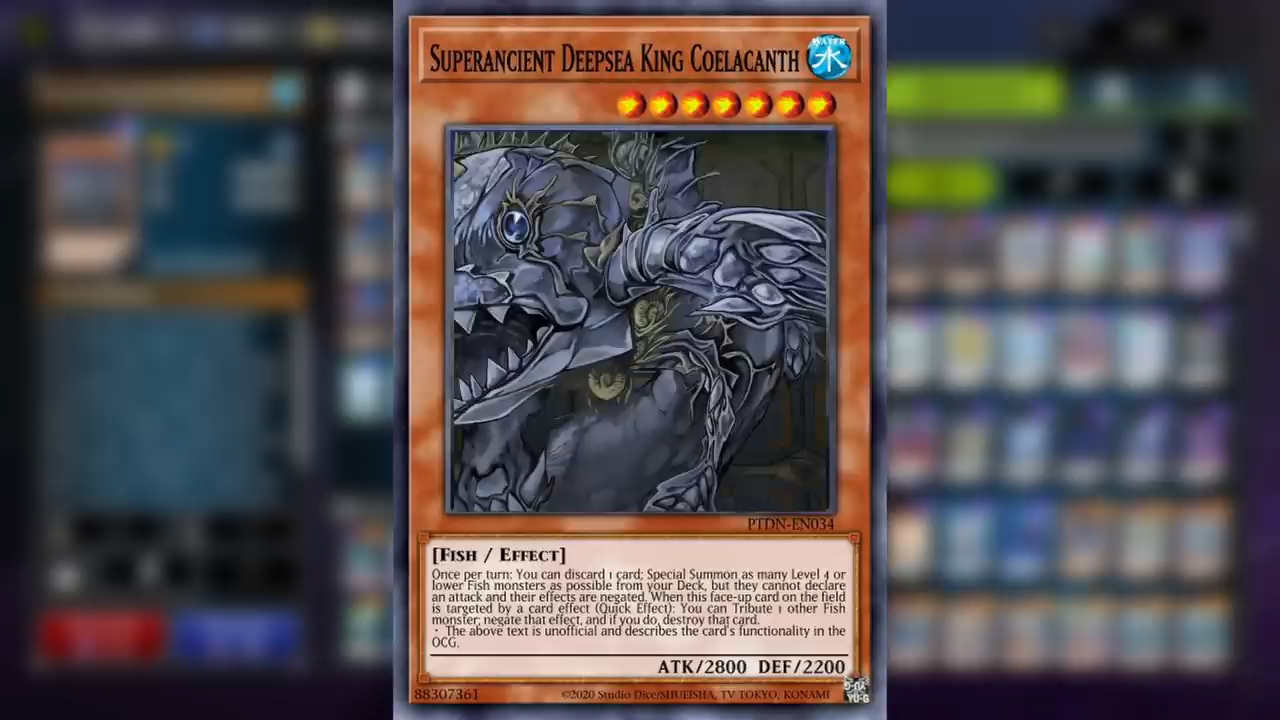 SUPERANCIENT DEEPSEA KING COELACANTH
WATER
水
PTDN-EN034
[FISH / EFFECT]
Once per turn: You can discard 1 card; Special Summon as many Level 4 or
lower Fish monsters as possible from your Deck, but they cannot declare
an attack and their effects are negated. When this face-up card on the field
is targeted by a card effect (Quick Effect): You can Tribute 1 other Fish
monster; negate that effect, and if you do, destroy that card.
· The above text is unofficial and describes the card's functionality in the
OCG.
ATK/2800 DEF/2200
88307361
©2020 Studio Dice/SHUEISHA, TV TOKYO, KONAMI